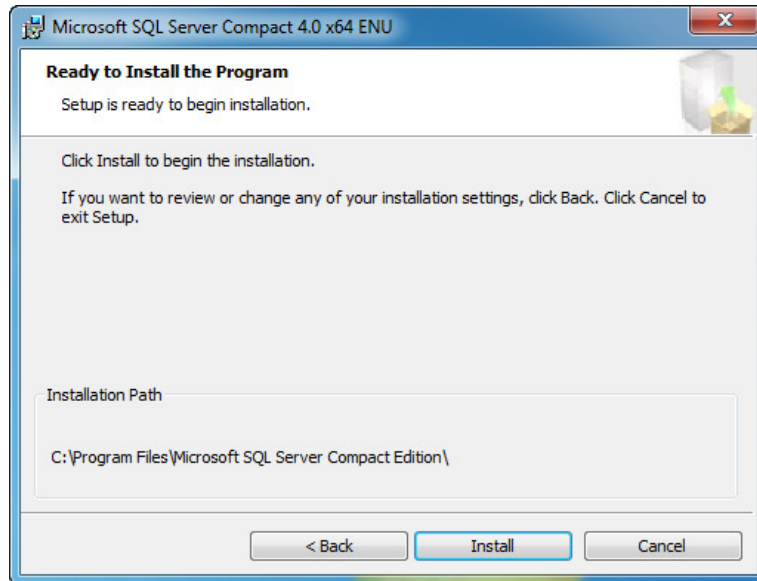 Microsoft SQL Server Compact 4.0 x64 ENU
Ready to Install the Program
Setup is ready to begin installation.
Click Install to begin the installation.
If you want to review or change any of your installation settings, click Back. Click Cancel to
exit Setup.
Installation Path
C:\Program Files\Microsoft SQL Server Compact Edition\
< Back
Install
Cancel